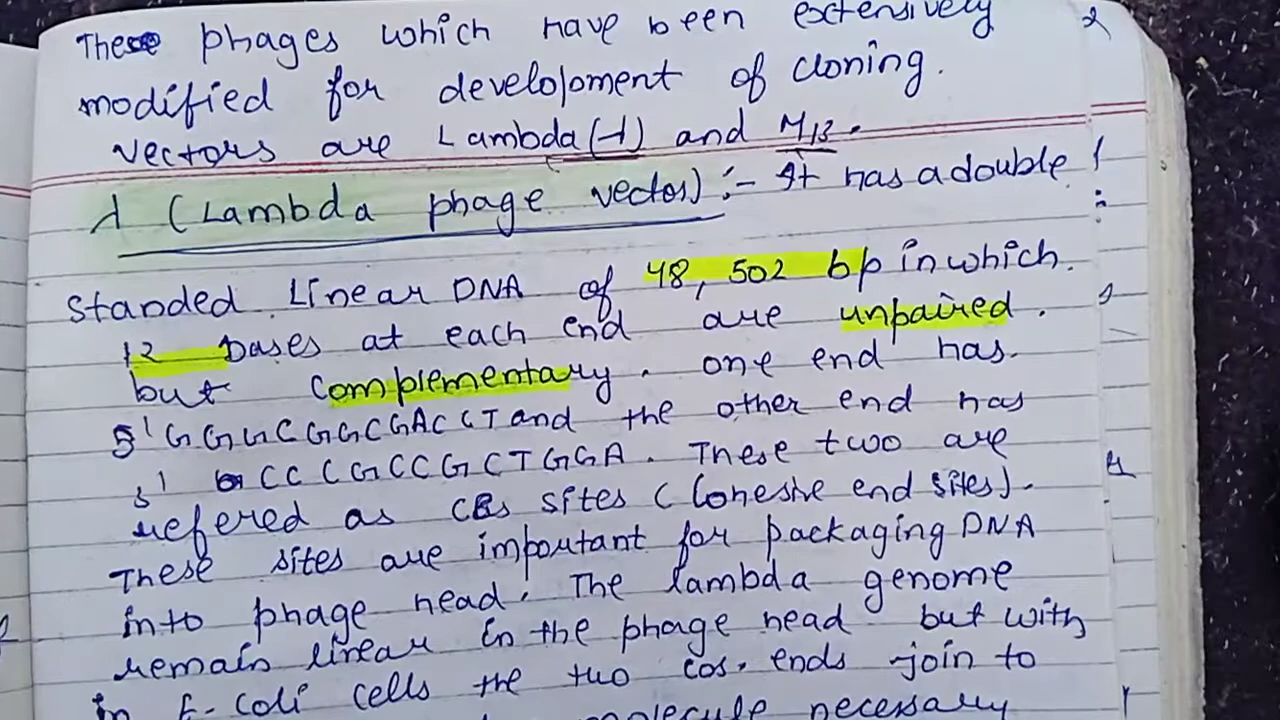 These phages which have been extensively
modified for development of cloning.
vectors are Lambda(λ) and M13.
λ (Lambda phage vector) :- It has a double
standed linear DNA of 48,502 bp in which.
12 bases at each end are unpaired.
but complementary. one end has.
5' GGGCGGCGACCT and the other end has
3' CCCGCCGCTGGA. These two are
refered as cos sites (Cohesive end sites).
These sites are important for packaging DNA
into phage head. The lambda genome
remain linear in the phage head but with
in E-coli cells the two cos. ends join to
molecule necessary